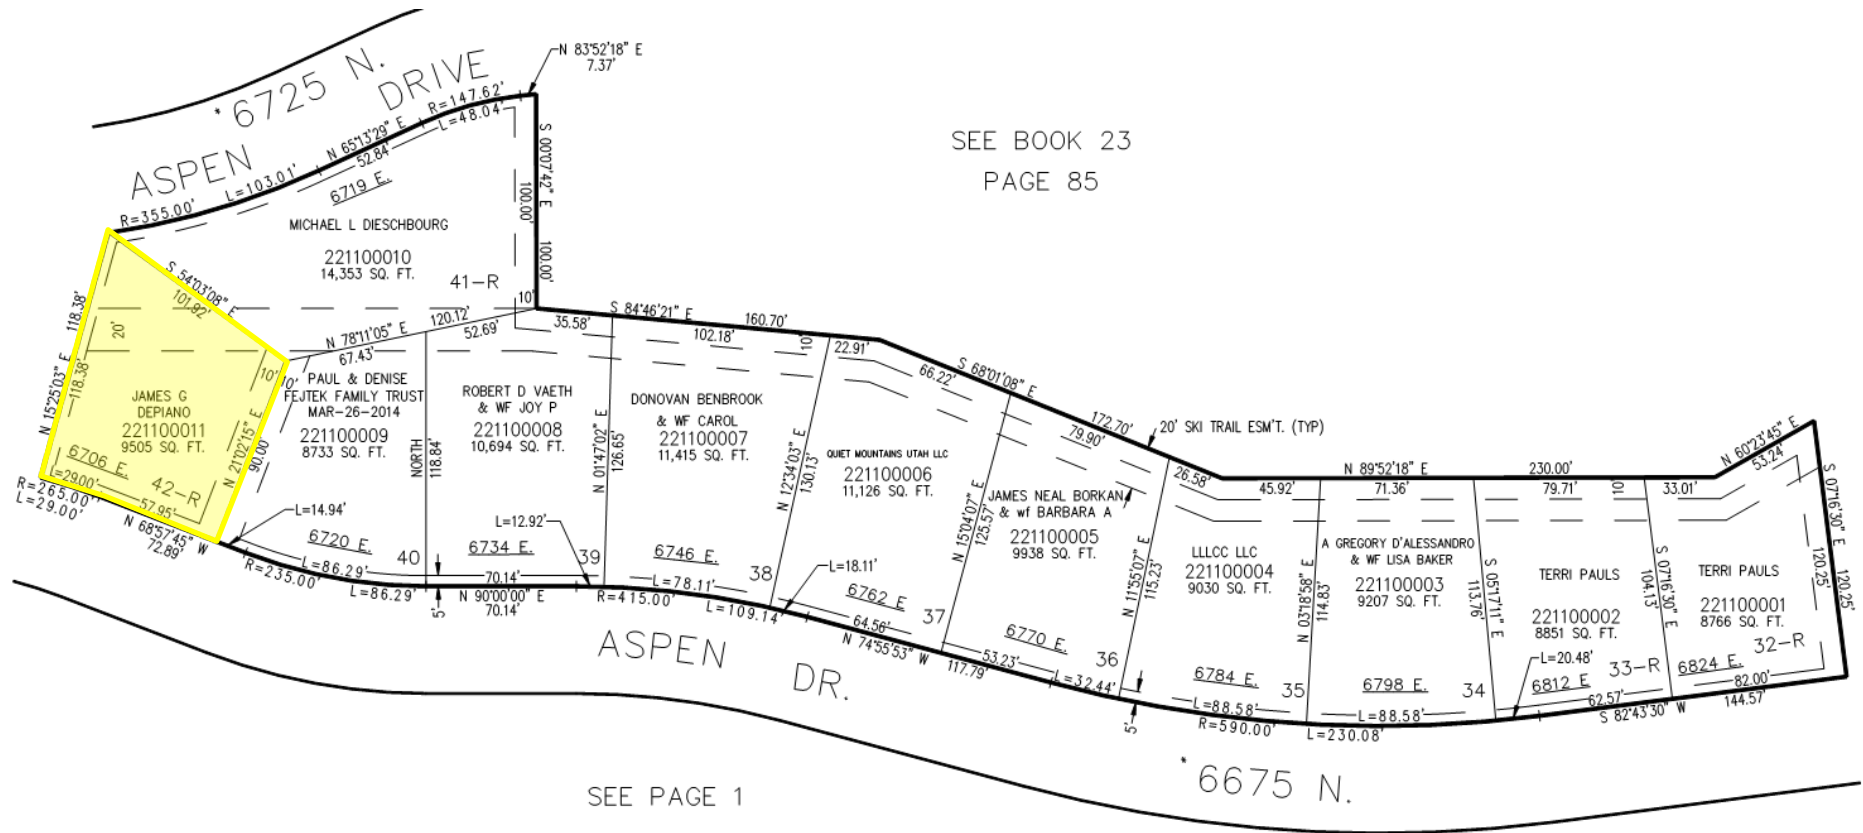 N 83°52'18" E
7.37'
* 6725 N.
ASPEN DRIVE
R=147.62'
L=48.04'
N 65°13'29" E
52.84'
L=103.01'
R=355.00'
6719 E.
S 00°07'42" E
100.00'
100.00'
SEE BOOK 23
PAGE 85
MICHAEL L DIESCHBOURG
221100010
14,353 SQ. FT.
41-R
10'
S 54°03'08" E
101.92'
118.38'
N 15°25'03" E
118.38'
20'
JAMES G
DEPIANO
221100011
9505 SQ. FT.
6706 E.
42-R
10'
10'
N 21°02'15" E
90.00'
L=29.00'
57.95'
R=265.00'
L=29.00'
N 68°57'45" W
72.89'
N 78°11'05" E
120.12'
67.43'
52.69'
PAUL & DENISE
FEJTEK FAMILY TRUST
MAR-26-2014
221100009
8733 SQ. FT.
NORTH
118.84'
L=14.94'
6720 E.
40
L=86.29'
R=235.00'
L=86.29'
5'
S 84°46'21" E
160.70'
35.58'
102.18'
10'
22.91'
ROBERT D VAETH
& WF JOY P
221100008
10,694 SQ. FT.
N 01°47'02" E
126.65'
L=12.92'
6734 E.
39
70.14'
N 90°00'00" E
70.14'
DONOVAN BENBROOK
& WF CAROL
221100007
11,415 SQ. FT.
N 12°34'03" E
130.13'
6746 E.
38
L=78.11'
R=415.00'
L=109.14'
L=18.11'
QUIET MOUNTAINS UTAH LLC
221100006
11,126 SQ. FT.
66.22'
S 68°01'08" E
172.70'
79.90'
20' SKI TRAIL ESM'T. (TYP)
N 15°04'07" E
125.57'
6762 E
37
64.56'
N 74°55'53" W
117.79'
JAMES NEAL BORKAN
& wf BARBARA A
221100005
9938 SQ. FT.
N 11°55'07" E
115.23'
6770 E.
36
53.23'
L=32.44'
26.58'
45.92'
N 89°52'18" E
230.00'
71.36'
79.71'
10'
33.01'
LLLCC LLC
221100004
9030 SQ. FT.
N 03°18'58" E
114.83'
6784 E.
35
L=88.58'
R=590.00'
L=230.08'
5'
A GREGORY D'ALESSANDRO
& WF LISA BAKER
221100003
9207 SQ. FT.
S 05°17'11" E
113.76'
6798 E.
34
L=88.58'
TERRI PAULS
221100002
8851 SQ. FT.
S 07°16'30" E
104.13'
L=20.48'
33-R
6812 E
62.57'
S 82°43'30" W
144.57'
N 60°23'45" E
53.24'
S 07°16'30" E
120.25'
120.25'
TERRI PAULS
221100001
8766 SQ. FT.
32-R
6824 E.
82.00'
ASPEN DR.
* 6675 N.
SEE PAGE 1